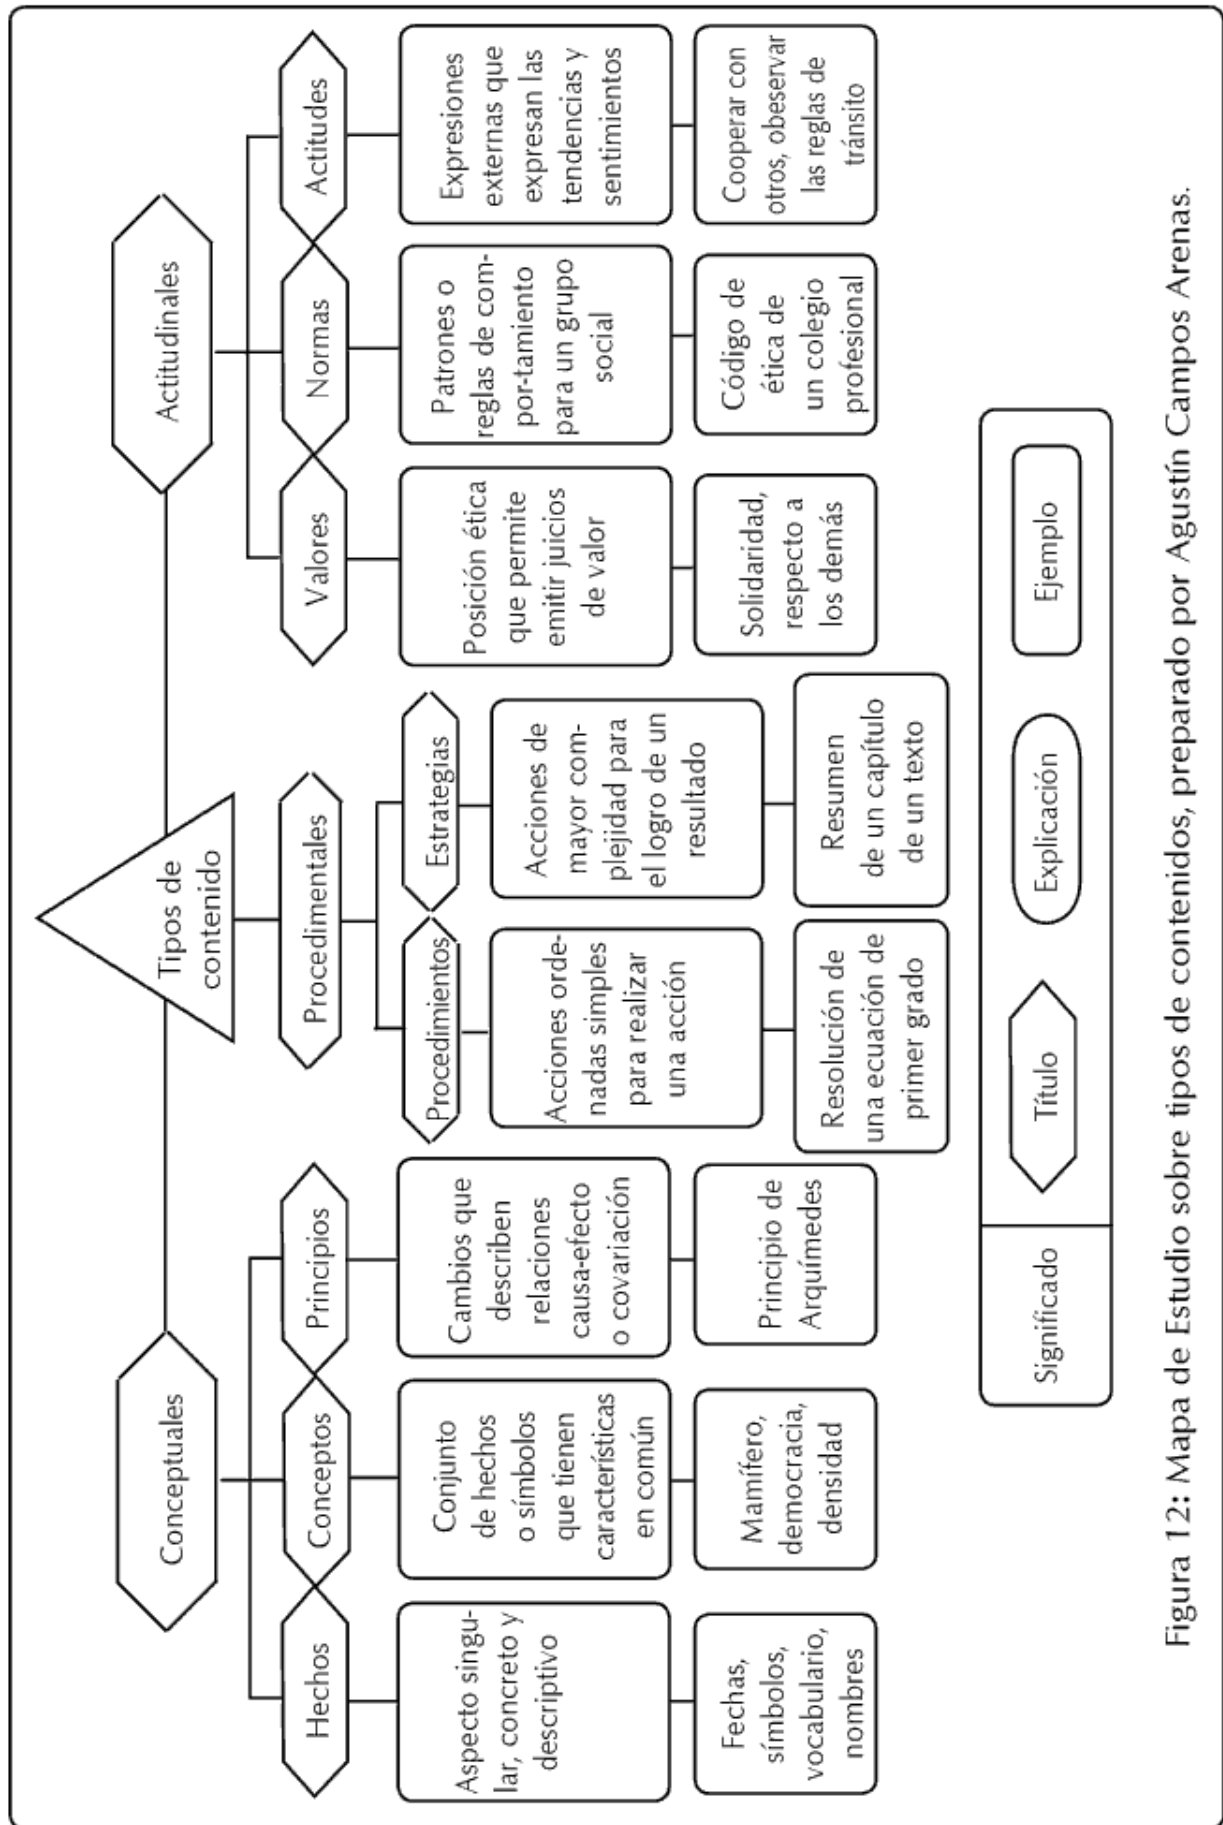 Tipos de
contenido
Conceptuales
Hechos
Aspecto singu-
lar, concreto y
descriptivo
Fechas,
símbolos,
vocabulario,
nombres
Conceptos
Conjunto
de hechos
o símbolos
que tienen
características
en común
Mamífero,
democracia,
densidad
Principios
Cambios que
describen
relaciones
causa-efecto
o covariación
Principio de
Arquímedes
Procedimentales
Procedimientos
Acciones orde-
nadas simples
para realizar
una acción
Resolución de
una ecuación de
primer grado
Estrategias
Acciones de
mayor com-
plejidad para
el logro de un
resultado
Resumen
de un capítulo
de un texto
Actitudinales
Valores
Posición ética
que permite
emitir juicios
de valor
Solidaridad,
respecto a
los demás
Normas
Patrones o
reglas de com-
por-tamiento
para un grupo
social
Código de
ética de
un colegio
profesional
Actitudes
Expresiones
externas que
expresan las
tendencias y
sentimientos
Cooperar con
otros, obeservar
las reglas de
tránsito
Significado
Título
Explicación
Ejemplo
Figura 12: Mapa de Estudio sobre tipos de contenidos, preparado por Agustín Campos Arenas.